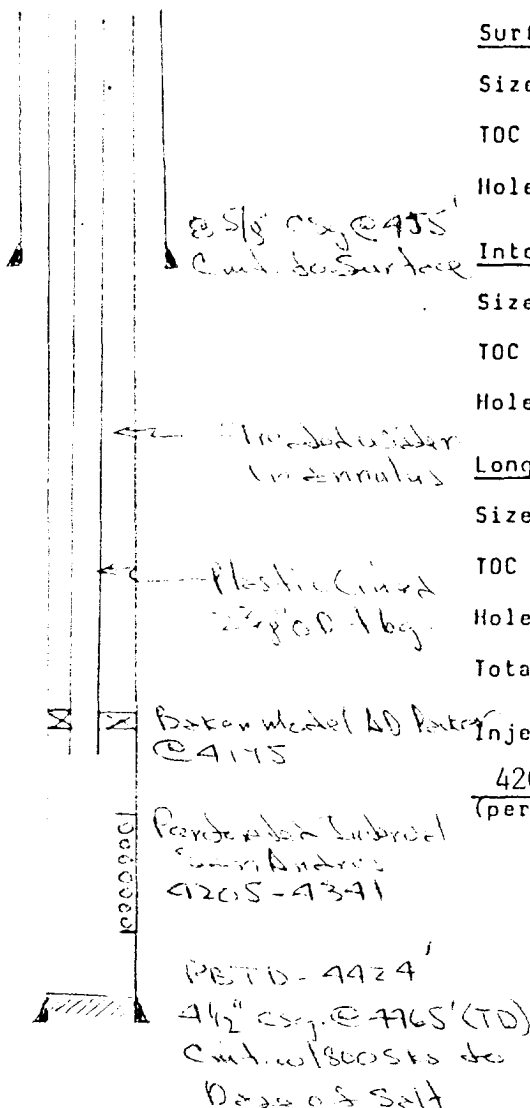 Surf
Size
TOC
Hole
8 5/8" csg @ 455'
Cmt. to Surface
Inte
Size
TOC
Hole
Treated water
in annulus
Long
Size
TOC
Plastic Lined
2 3/8" OD tbg.
Hole
Tota
Baker Model AD Packer
@ 4175
Inje
420
(per
Perforated Interval
San Andres
4205-4341
PBTD - 4424'
4 1/2" csg. @ 4465' (TD)
Cmt. w/ 800 sks to
Base of Salt